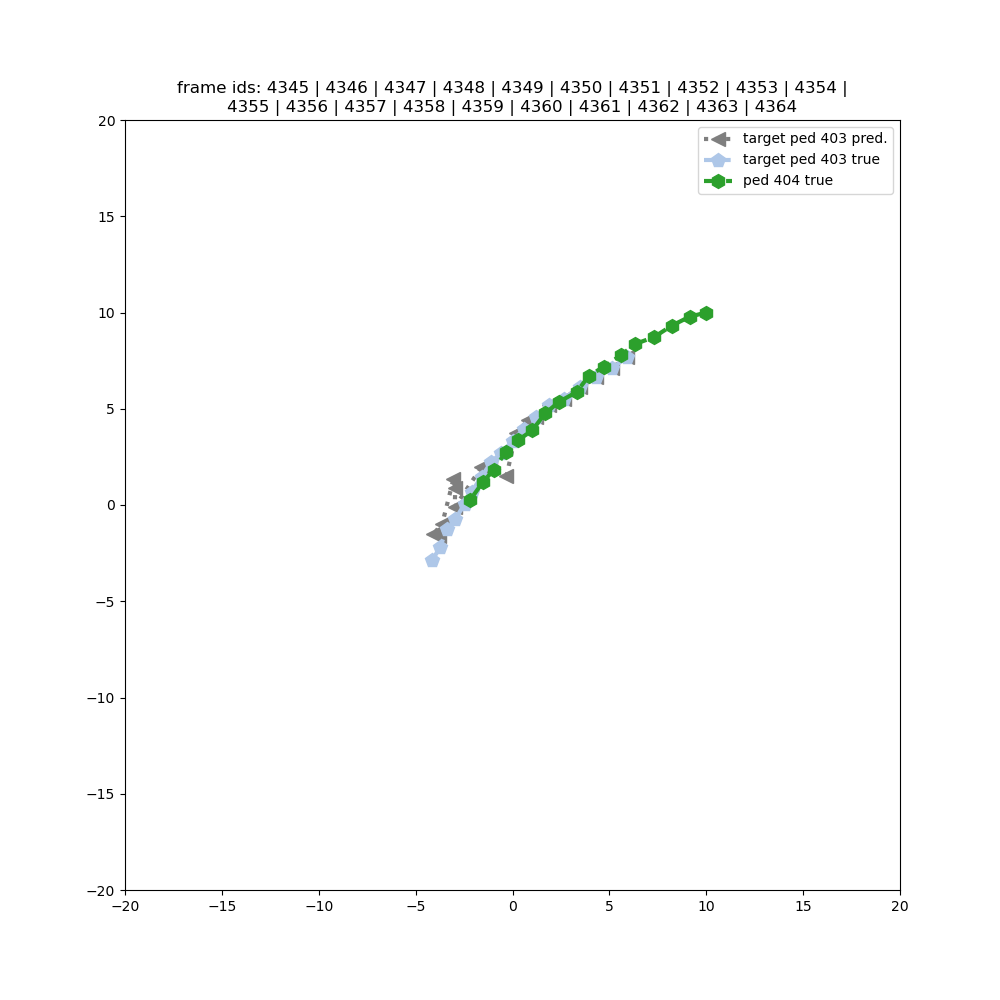 frame ids: 4345 | 4346 | 4347 | 4348 | 4349 | 4350 | 4351 | 4352 | 4353 | 4354 |
4355 | 4356 | 4357 | 4358 | 4359 | 4360 | 4361 | 4362 | 4363 | 4364
target ped 403 pred.
target ped 403 true
ped 404 true
20
15
10
5
0
−5
−10
−15
−20
−20 −15 −10 −5 0 5 10 15 20